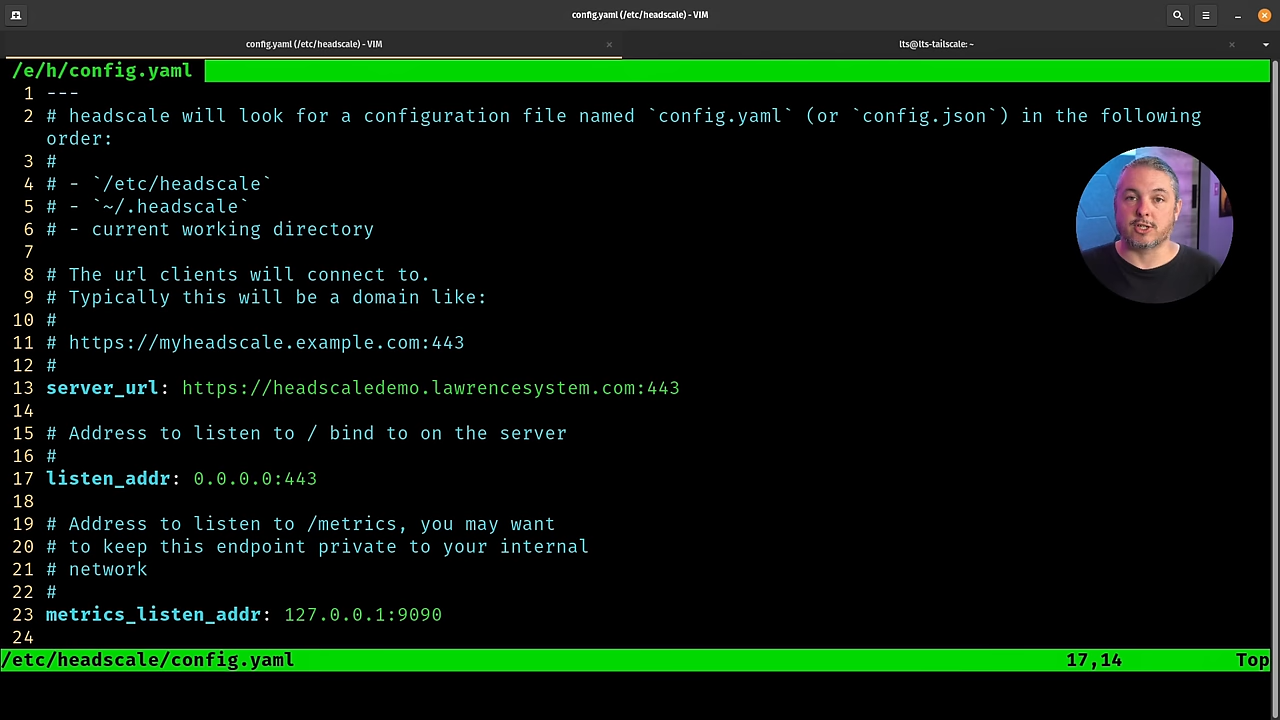 config.yaml (/etc/headscale) - VIM
config.yaml (/etc/headscale) - VIM
lts@lts-tailscale: ~
/e/h/config.yaml
1 ---
2 # headscale will look for a configuration file named `config.yaml` (or `config.json`) in the following
order:
3 #
4 # - `/etc/headscale`
5 # - `~/.headscale`
6 # - current working directory
7
8 # The url clients will connect to.
9 # Typically this will be a domain like:
10 #
11 # https://myheadscale.example.com:443
12 #
13 server_url: https://headscaledemo.lawrencesystem.com:443
14
15 # Address to listen to / bind to on the server
16 #
17 listen_addr: 0.0.0.0:443
18
19 # Address to listen to /metrics, you may want
20 # to keep this endpoint private to your internal
21 # network
22 #
23 metrics_listen_addr: 127.0.0.1:9090
24
/etc/headscale/config.yaml 17,14 Top